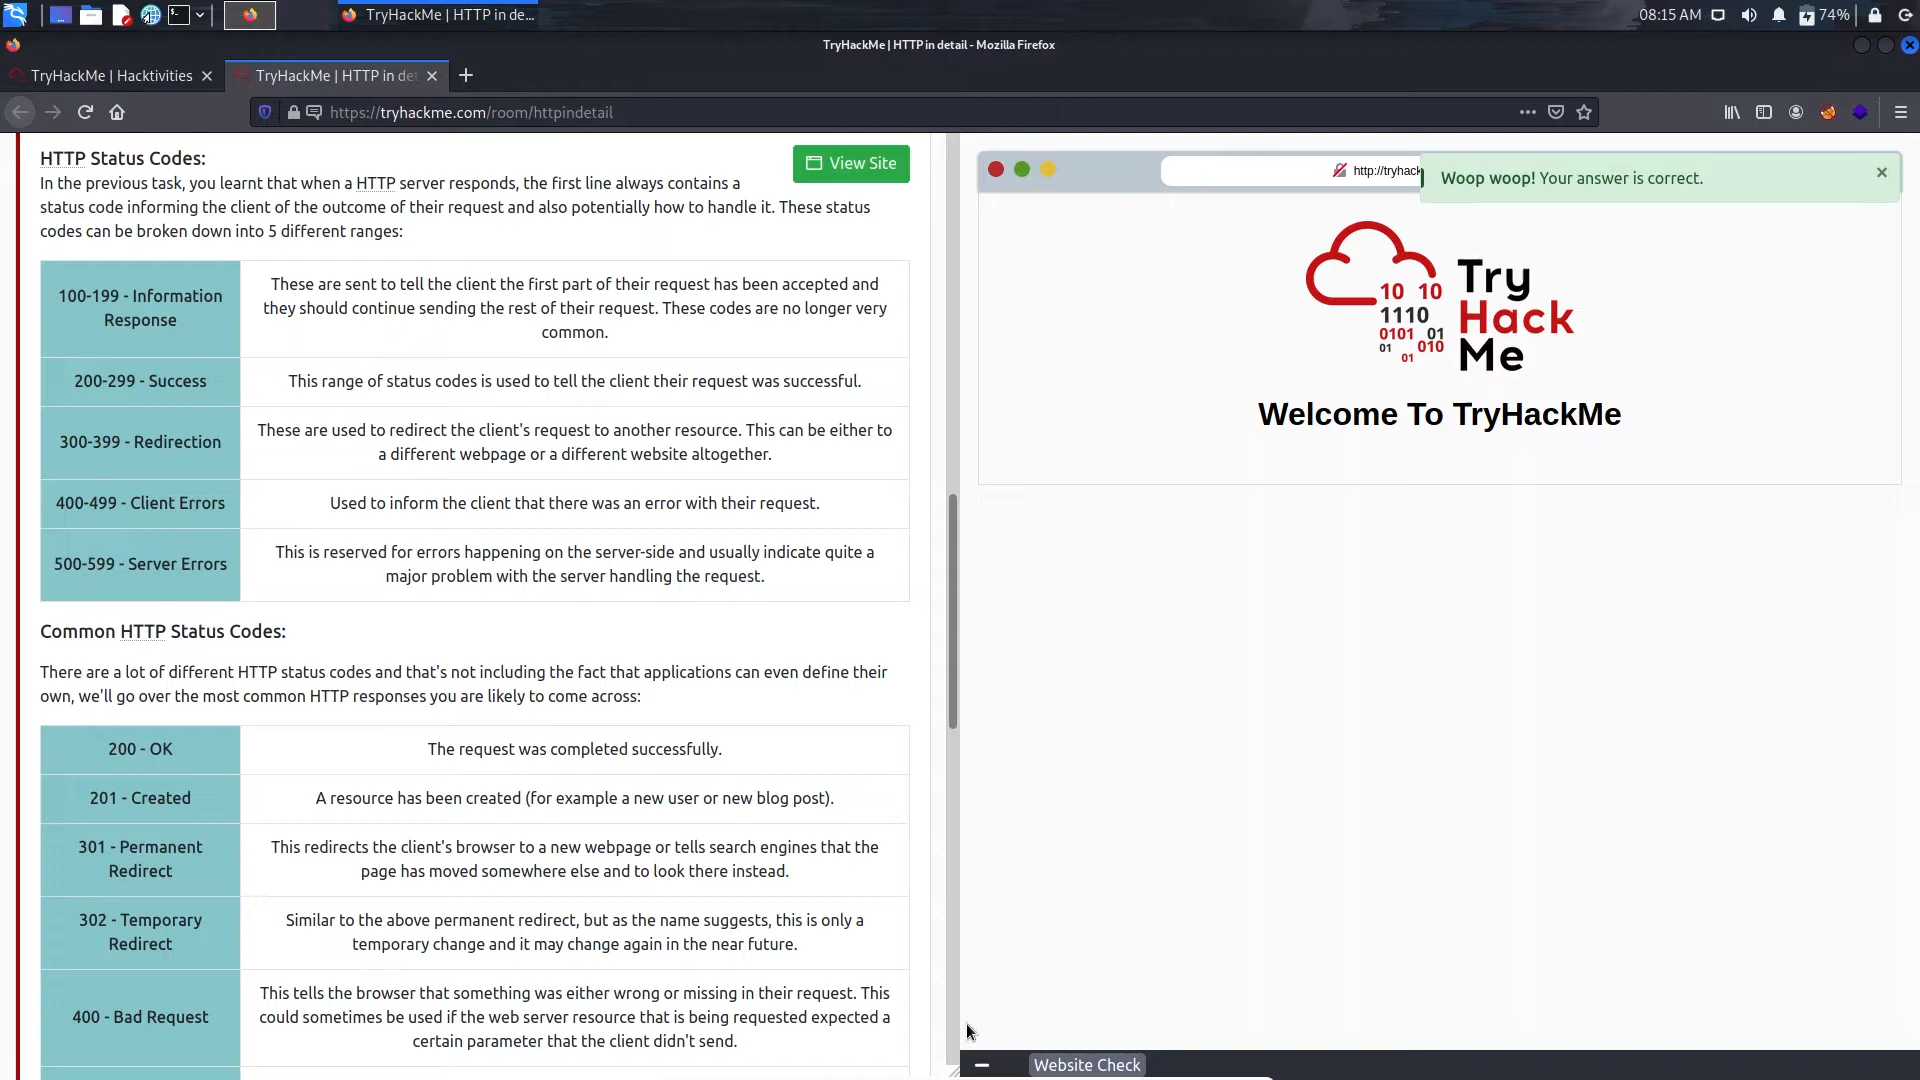 TryHackMe | HTTP in de...
08:15 AM
74%
TryHackMe | HTTP in detail - Mozilla Firefox
TryHackMe | Hacktivities
TryHackMe | HTTP in det
https://tryhackme.com/room/httpindetail
HTTP Status Codes:
View Site
In the previous task, you learnt that when a HTTP server responds, the first line always contains a
status code informing the client of the outcome of their request and also potentially how to handle it. These status
codes can be broken down into 5 different ranges:
100-199 - Information
Response
These are sent to tell the client the first part of their request has been accepted and
they should continue sending the rest of their request. These codes are no longer very
common.
200-299 - Success
This range of status codes is used to tell the client their request was successful.
300-399 - Redirection
These are used to redirect the client's request to another resource. This can be either to
a different webpage or a different website altogether.
400-499 - Client Errors
Used to inform the client that there was an error with their request.
500-599 - Server Errors
This is reserved for errors happening on the server-side and usually indicate quite a
major problem with the server handling the request.
Common HTTP Status Codes:
There are a lot of different HTTP status codes and that's not including the fact that applications can even define their
own, we'll go over the most common HTTP responses you are likely to come across:
200 - OK
The request was completed successfully.
201 - Created
A resource has been created (for example a new user or new blog post).
301 - Permanent
Redirect
This redirects the client's browser to a new webpage or tells search engines that the
page has moved somewhere else and to look there instead.
302 - Temporary
Redirect
Similar to the above permanent redirect, but as the name suggests, this is only a
temporary change and it may change again in the near future.
400 - Bad Request
This tells the browser that something was either wrong or missing in their request. This
could sometimes be used if the web server resource that is being requested expected a
certain parameter that the client didn't send.
http://tryhack
Woop woop! Your answer is correct.
10 10
1110
0101 01
01 010
01
Try
Hack
Me
Welcome To TryHackMe
Website Check